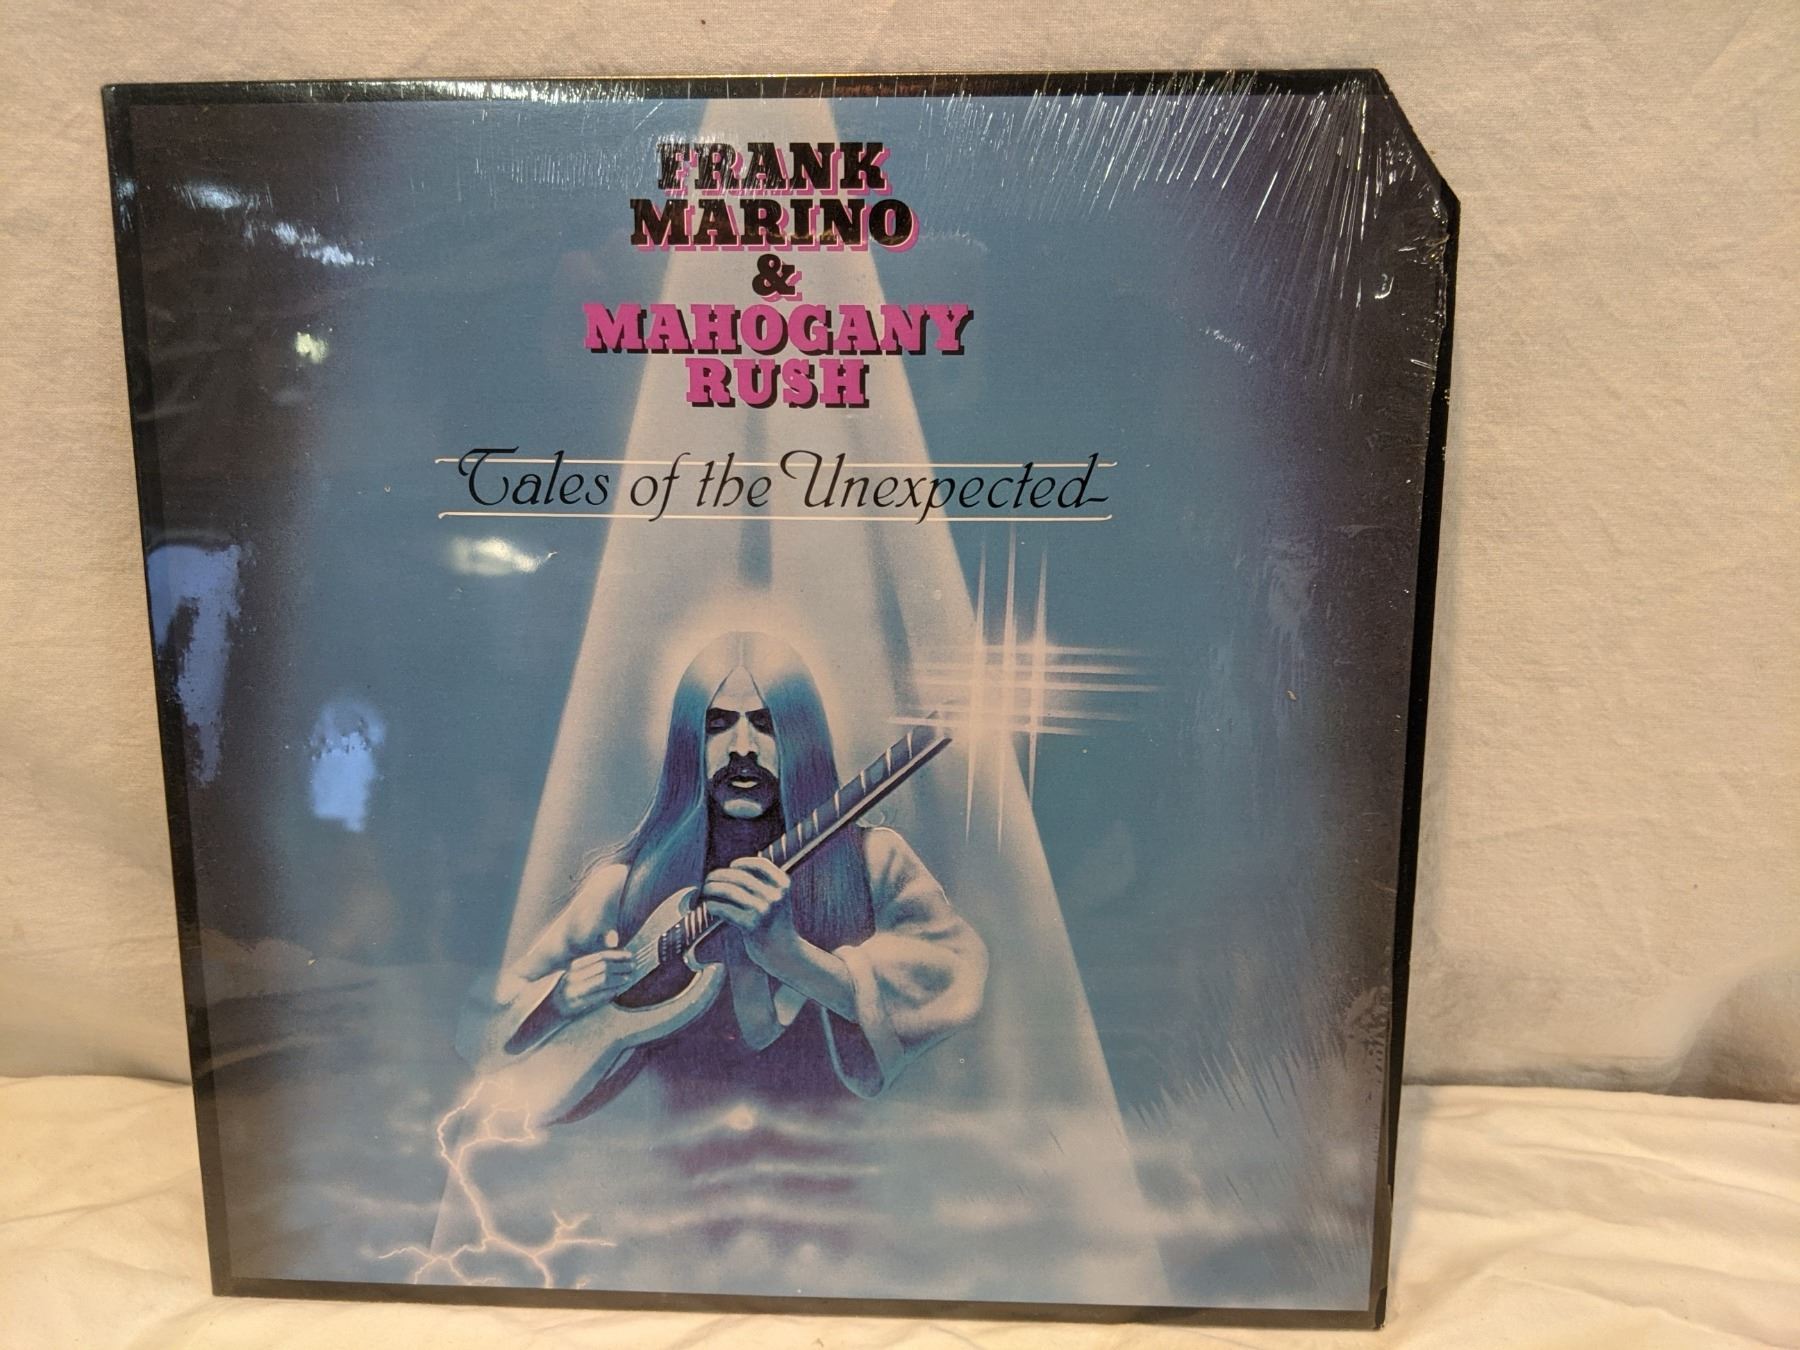 FRANK
MARINO
&
MAHOGANY
RUSH
Tales of the Unexpected